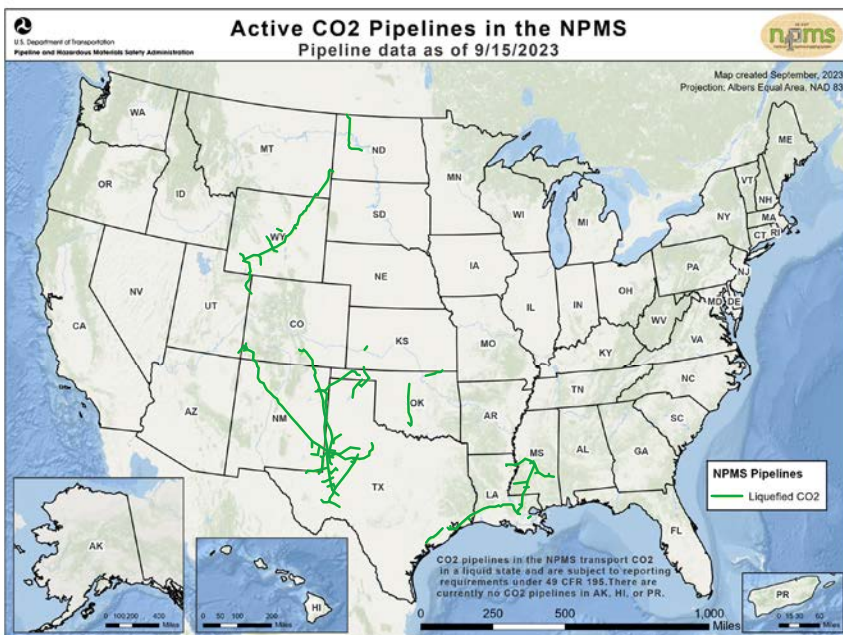 Active CO2 Pipelines in the NPMS
Pipeline data as of 9/15/2023
U.S. Department of Transportation
Pipeline and Hazardous Materials Safety Administration
npms
Map created September, 2023
Projection: Albers Equal Area, NAD 83
WA
MT
ND
MN
ME
OR
ID
SD
WI
MI
VT
NH
NY
MA
CT
RI
WY
NE
IA
PA
NJ
NV
UT
CO
KS
MO
IL
IN
OH
MD
DE
WV
VA
CA
KY
AZ
NM
OK
AR
TN
NC
SC
TX
LA
MS
AL
GA
FL
NPMS Pipelines
Liquefied CO2
CO2 pipelines in the NPMS transport CO2
in a liquid state and are subject to reporting
requirements under 49 CFR 195.There are
currently no CO2 pipelines in AK, HI, or PR.
AK
0 100 200 400
Miles
HI
0 50 100 200
Miles
0 250 500 1,000
Miles
PR
0 15 30 60
Miles